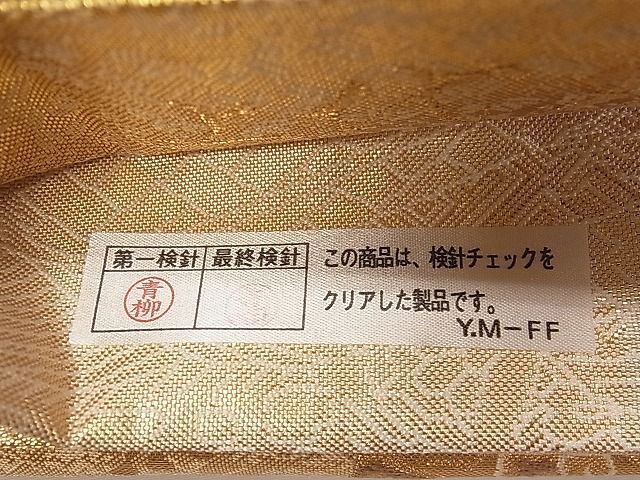 第一検針 最終検針
青柳
この商品は、検針チェックを
クリアした製品です。
Y.M-FF